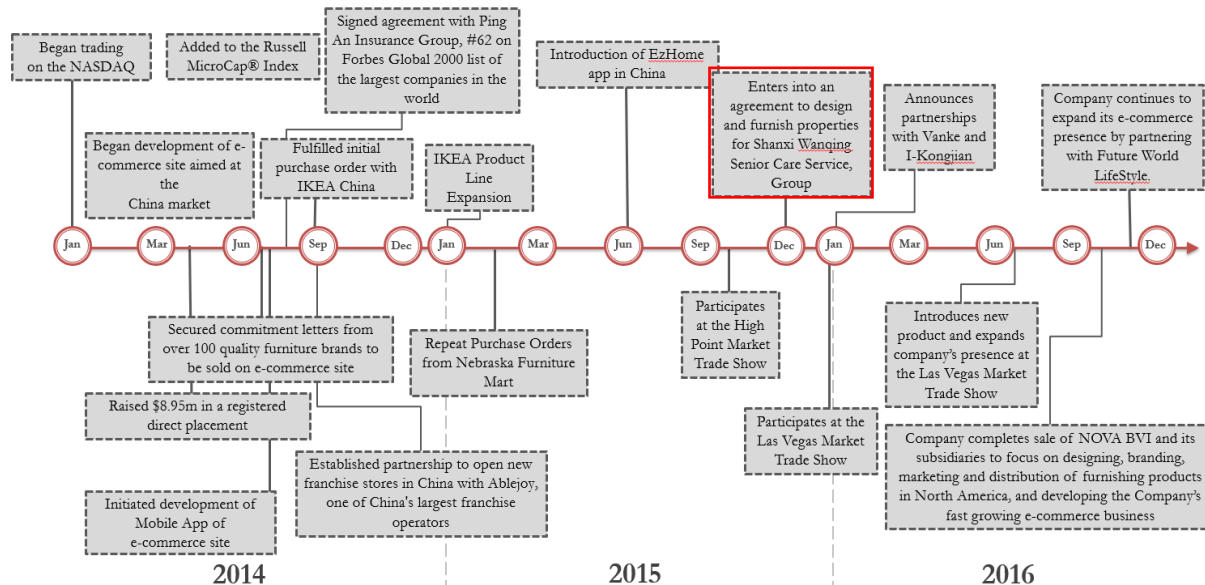 Began trading
on the NASDAQ
Added to the Russell
MicroCap® Index
Signed agreement with Ping
An Insurance Group, #62 on
Forbes Global 2000 list of
the largest companies in the
world
Introduction of EzHome
app in China
Enters into an
agreement to design
and furnish properties
for Shanxi Wanqing
Senior Care Service,
Group
Announces
partnerships
with Vanke and
I-Kongjian
Company continues to
expand its e-commerce
presence by partnering
with Future World
LifeStyle.
Began development of e-
commerce site aimed at
the
China market
Fulfilled initial
purchase order with
IKEA China
IKEA Product
Line
Expansion
Jan
Mar
Jun
Sep
Dec
Jan
Mar
Jun
Sep
Dec
Jan
Mar
Jun
Sep
Dec
Secured commitment letters from
over 100 quality furniture brands to
be sold on e-commerce site
Repeat Purchase Orders
from Nebraska Furniture
Mart
Participates
at the High
Point Market
Trade Show
Introduces new
product and expands
company's presence at
the Las Vegas Market
Trade Show
Raised $8.95m in a registered
direct placement
Participates at the
Las Vegas Market
Trade Show
Established partnership to open new
franchise stores in China with Ablejoy,
one of China's largest franchise
operators
Company completes sale of NOVA BVI and its
subsidiaries to focus on designing, branding,
marketing and distribution of furnishing products
in North America, and developing the Company's
fast growing e-commerce business
Initiated development of
Mobile App of
e-commerce site
2014
2015
2016